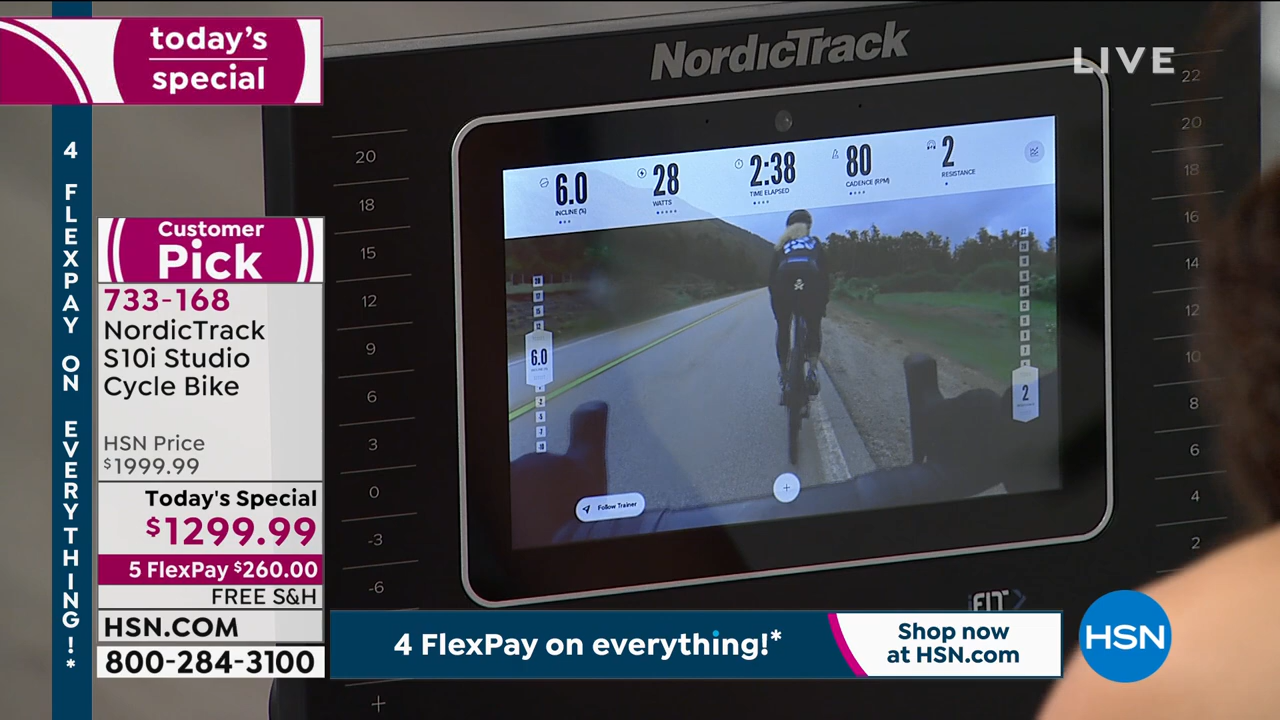 today's
special
4 FLEXPAY ON EVERYTHING!*
Customer
Pick
733-168
NordicTrack
S10i Studio
Cycle Bike
HSN Price
$1999.99
Today's Special
$1299.99
5 FlexPay $260.00
FREE S&H
HSN.COM
800-284-3100
NordicTrack
LIVE
6.0
INCLINE (%)
28
WATTS
2:38
TIME ELAPSED
80
CADENCE (RPM)
2
RESISTANCE
20
18
15
12
9
6
3
0
-3
-6
22
20
16
14
12
10
8
6
4
2
6.0
2
Follow Trainer
+
iFIT
+
4 FlexPay on everything!*
Shop now
at HSN.com
HSN